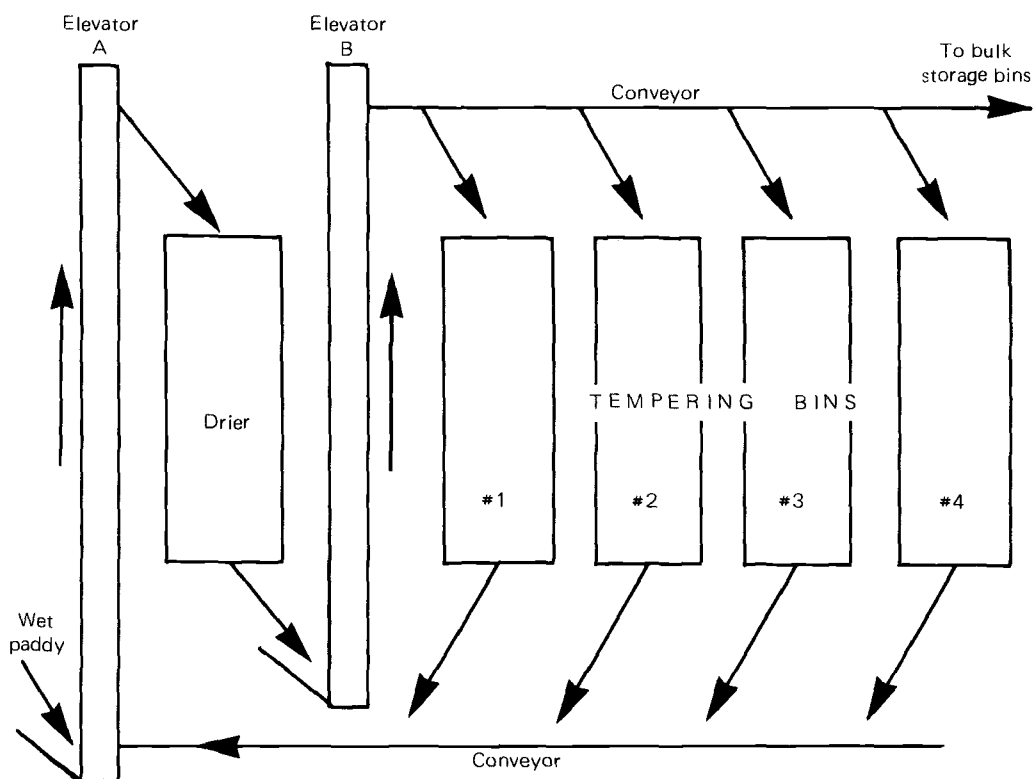 Elevator
A
Elevator
B
To bulk
storage bins
Conveyor
TEMPERING BINS
Drier
#1
#2
#3
#4
Wet
paddy
Conveyor